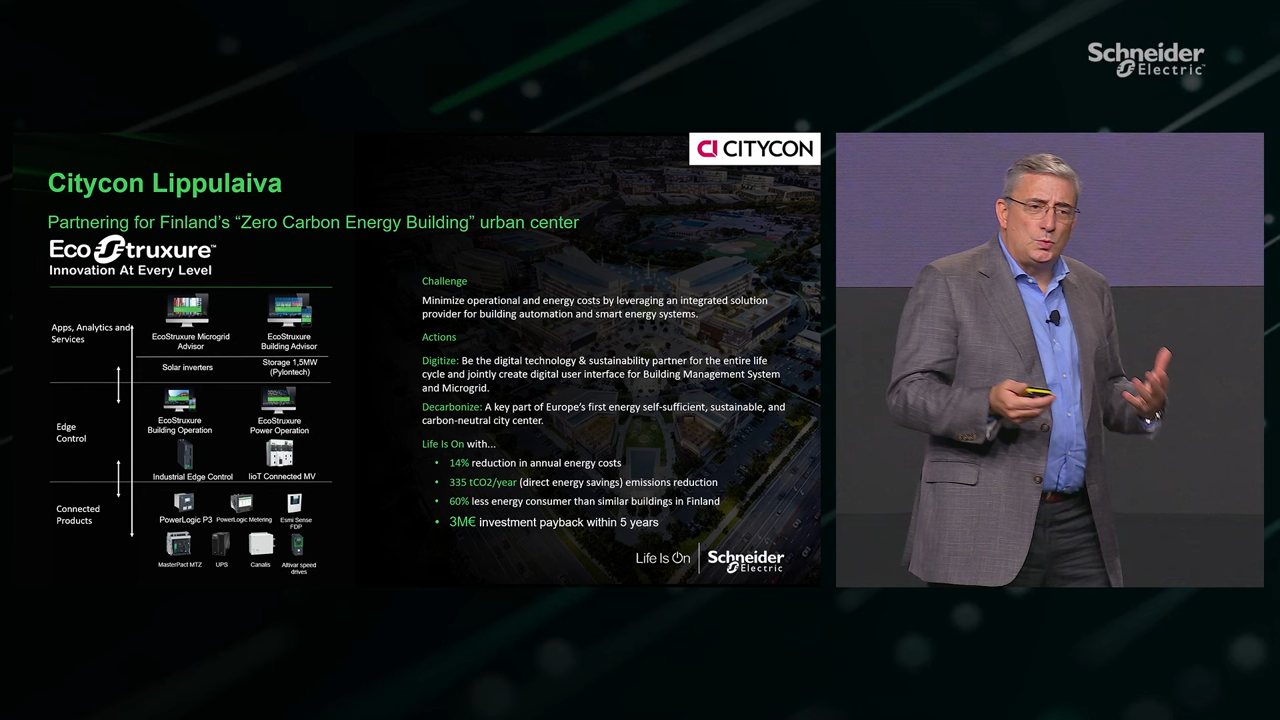 Schneider
Electric
CITYCON
Citycon Lippulaiva
Partnering for Finland's “Zero Carbon Energy Building” urban center
EcoStruxure™
Innovation At Every Level
Apps, Analytics and
Services
EcoStruxure Microgrid
Advisor
EcoStruxure
Building Advisor
Solar inverters
Storage 1,5MW
(Pylontech)
Edge
Control
EcoStruxure
Building Operation
EcoStruxure
Power Operation
Industrial Edge Control
IioT Connected MV
Connected
Products
PowerLogic P3
PowerLogic Metering
Esmi Sense
FDP
MasterPact MTZ
UPS
Canalis
Altivar speed
drives
Challenge
Minimize operational and energy costs by leveraging an integrated solution
provider for building automation and smart energy systems.
Actions
Digitize: Be the digital technology & sustainability partner for the entire life
cycle and jointly create digital user interface for Building Management System
and Microgrid.
Decarbonize: A key part of Europe's first energy self-sufficient, sustainable, and
carbon-neutral city center.
Life Is On with...
• 14% reduction in annual energy costs
• 335 tCO2/year (direct energy savings) emissions reduction
• 60% less energy consumer than similar buildings in Finland
• 3M€ investment payback within 5 years
Life Is On
Schneider
Electric